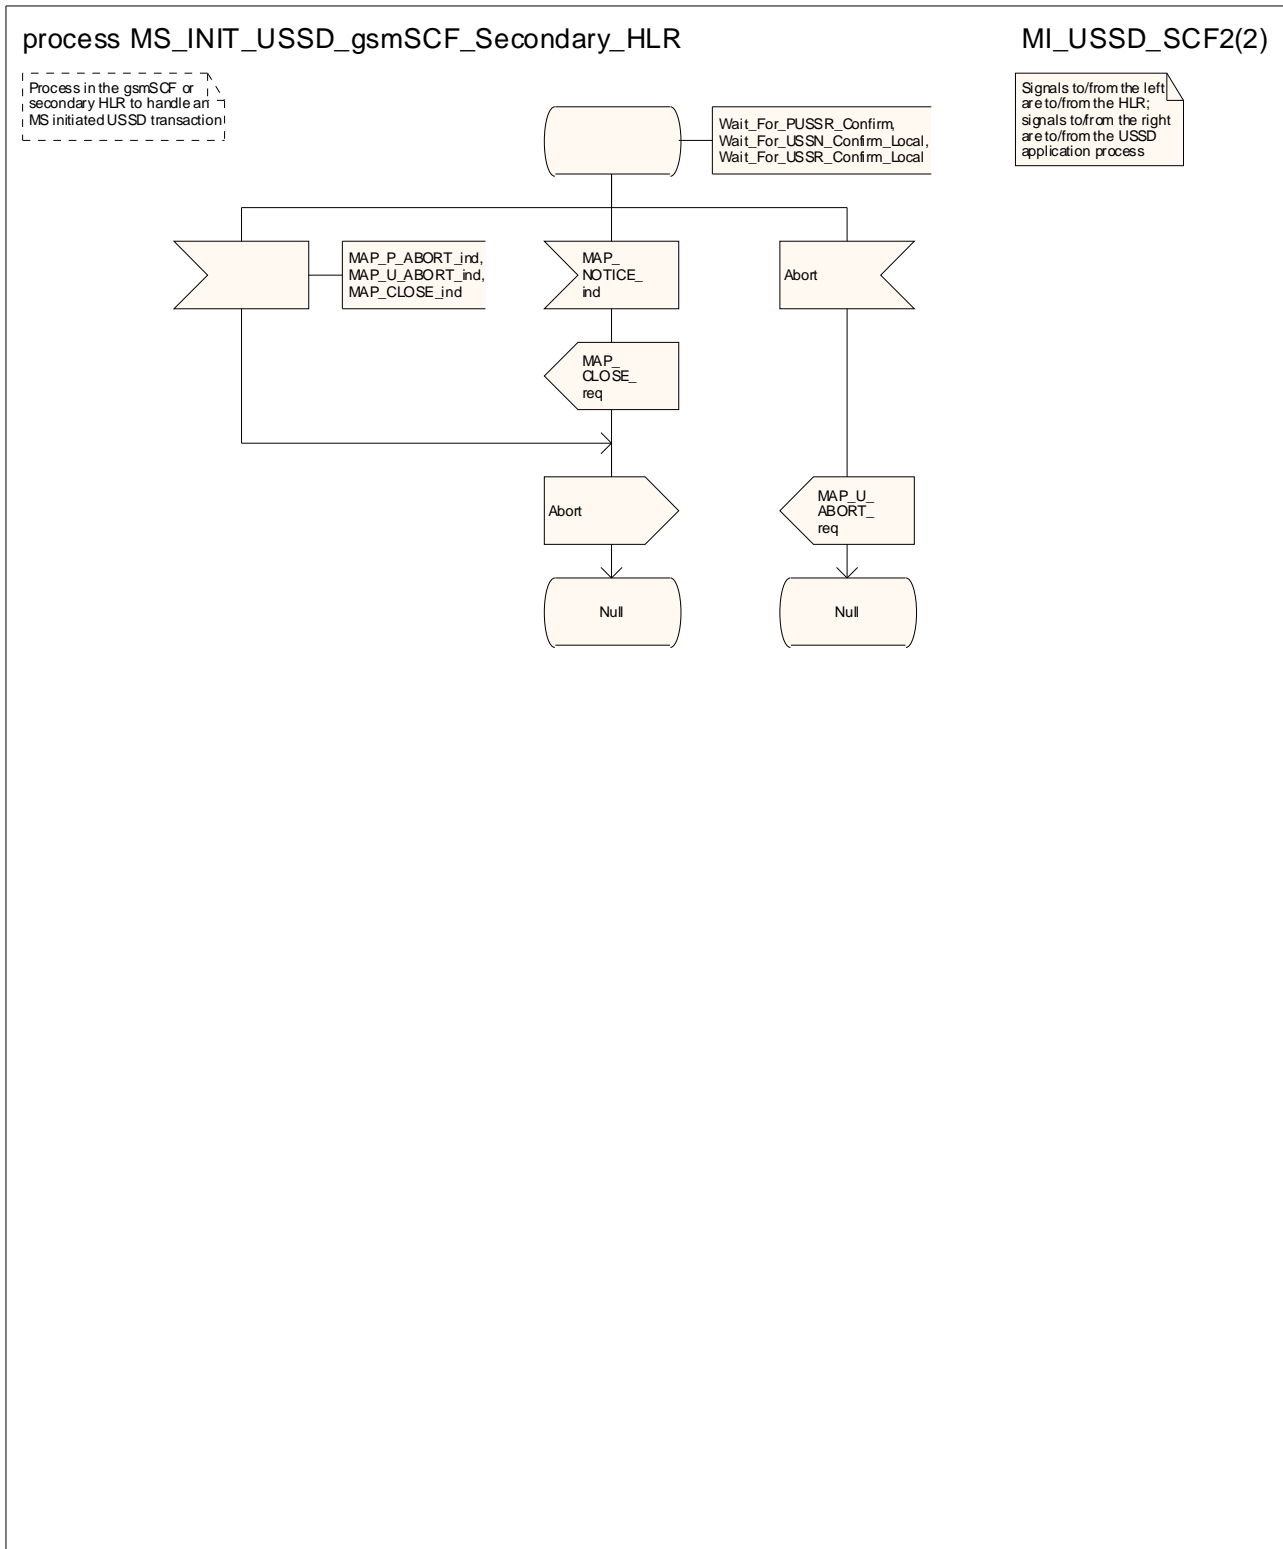 process MS_INIT_USSD_gsmSCF_Secondary_HLR
MI_USSD_SCF2(2)
Process in the gsmSCF or
secondary HLR to handle an
MS initiated USSD transaction
Signals to/from the left
are to/from the HLR;
signals to/from the right
are to/from the USSD
application process
Wait_For_PUSSR_Confirm,
Wait_For_USSN_Confirm_Local,
Wait_For_USSR_Confirm_Local
MAP_P_ABORT_ind,
MAP_U_ABORT_ind,
MAP_CLOSE_ind
MAP_
NOTICE_
ind
Abort
MAP_
CLOSE_
req
Abort
MAP_U_
ABORT_
req
Null
Null